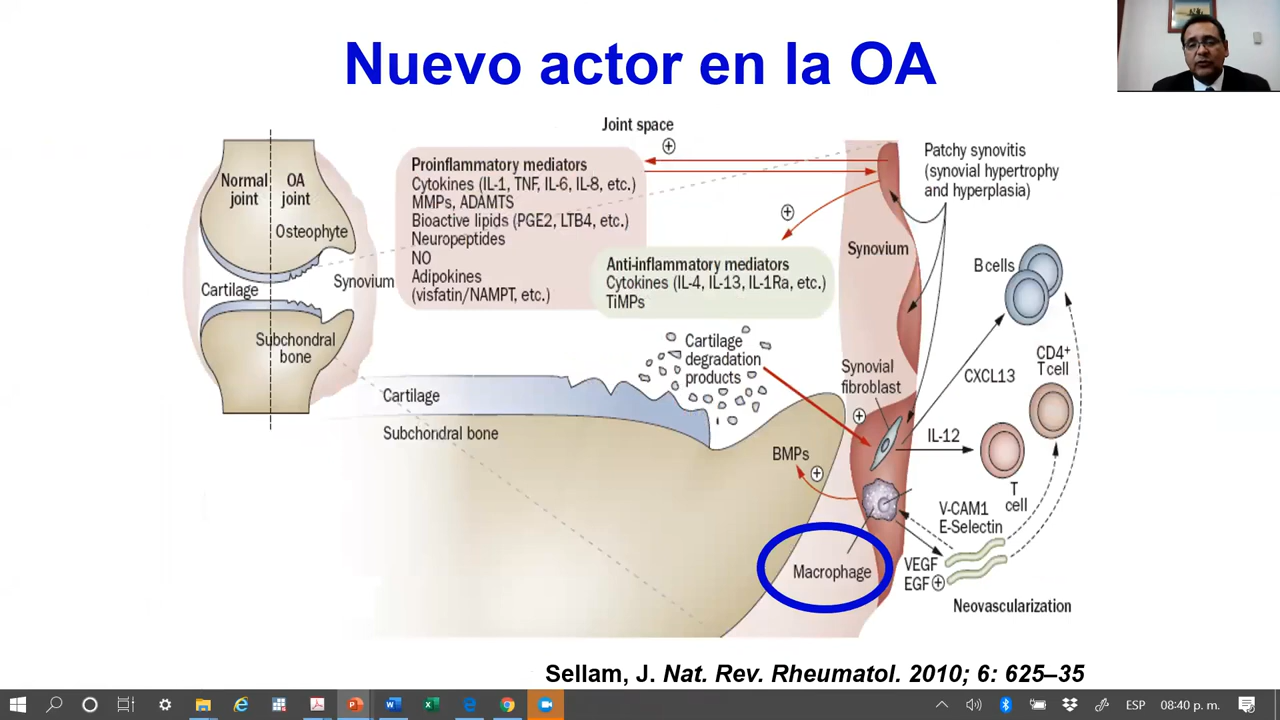 Nuevo actor en la OA
Joint space
Normal
joint
OA
joint
Osteophyte
Cartilage
Synovium
Subchondral
bone
Proinflammatory mediators
Cytokines (IL-1, TNF, IL-6, IL-8, etc.)
MMPs, ADAMTS
Bioactive lipids (PGE2, LTB4, etc.)
Neuropeptides
NO
Adipokines
(visfatin/NAMPT, etc.)
Anti-inflammatory mediators
Cytokines (IL-4, IL-13, IL-1Ra, etc.)
TiMPs
Patchy synovitis
(synovial hypertrophy
and hyperplasia)
Synovium
B cells
Cartilage
degradation
products
Synovial
fibroblast
CXCL13
CD4+
T cell
Cartilage
Subchondral bone
IL-12
BMPs
T
cell
V-CAM1
E-Selectin
Macrophage
VEGF
EGF
Neovascularization
Sellam, J. Nat. Rev. Rheumatol. 2010; 6: 625–35
ESP
08:40 p. m.